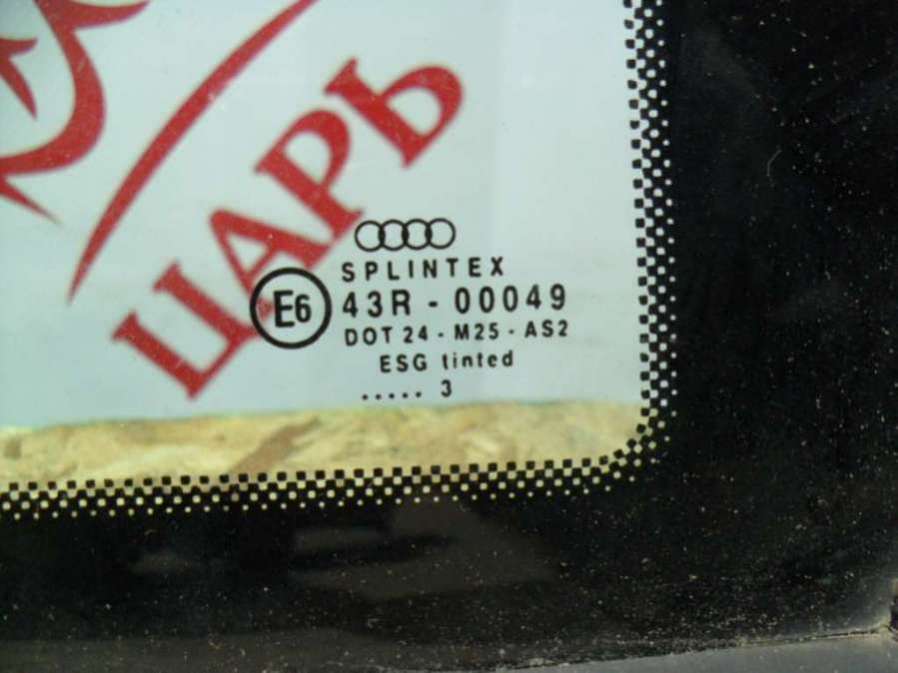 ЦАРЬ
SPLINTEX
E6
43R - 00049
DOT 24 - M25 - AS2
ESG tinted
..... 3